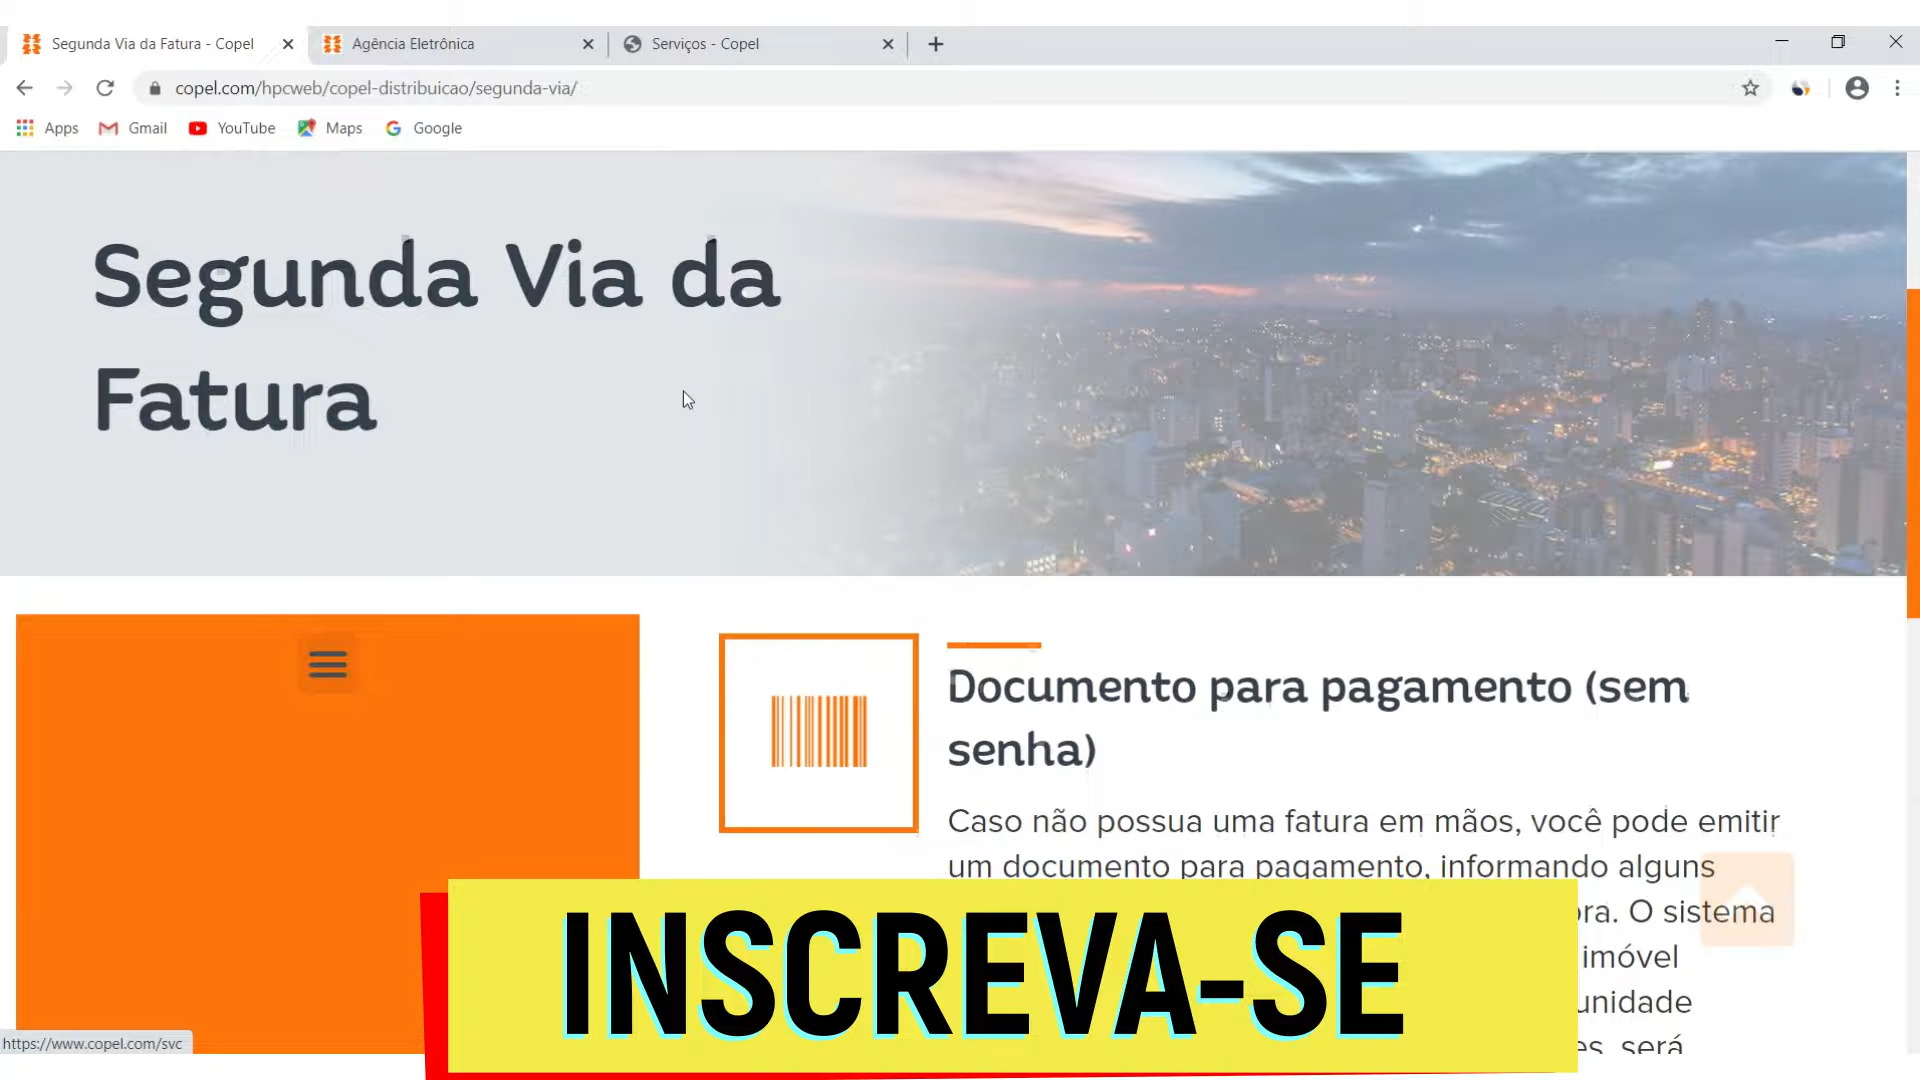 Segunda Via da Fatura - Copel
Agência Eletrônica
Serviços - Copel
copel.com/hpcweb/copel-distribuicao/segunda-via/
Apps
Gmail
YouTube
Maps
Google
Segunda Via da
Fatura
Documento para pagamento (sem
senha)
Caso não possua uma fatura em mãos, você pode emitir
um documento para pagamento, informando alguns
O sistema
imóvel
unidade
será
INSCREVA-SE
https://www.copel.com/svc